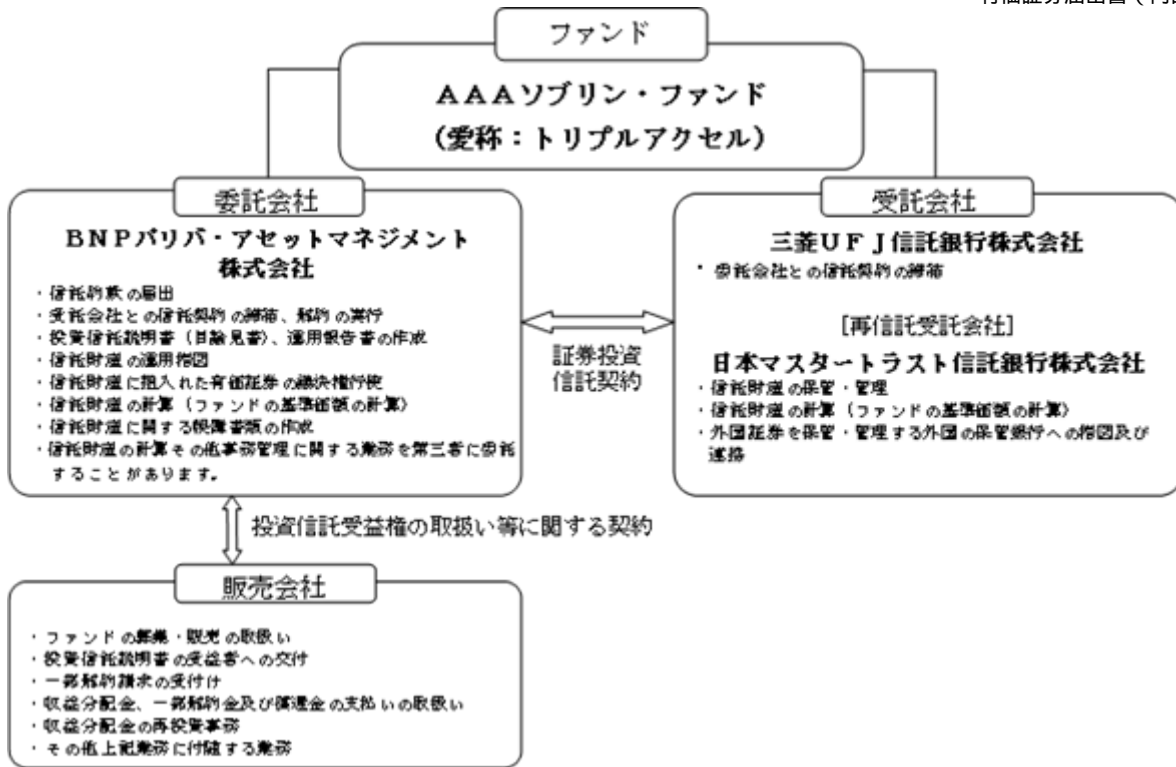 ファンド
AAAソブリン・ファンド
(愛称：トリプルアクセル)
委託会社
BNPパリバ・アセットマネジメント
株式会社
・信託約款の届出
・受託会社との信託契約の締結、解約の実行
・投資信託説明書（目論見書）、運用報告書の作成
・信託財産の運用指図
・信託財産に組入れた有価証券の議決権行使
・信託財産の計算（ファンドの基準価額の計算）
・信託財産に関する帳簿書類の作成
・信託財産の計算その他事務管理に関する業務を第三者に委託
することがあります。
受託会社
三菱UFJ信託銀行株式会社
・委託会社との信託契約の締結
[再信託受託会社]
日本マスタートラスト信託銀行株式会社
・信託財産の保管・管理
・信託財産の計算（ファンドの基準価額の計算）
・外国証券を保管・管理する外国の保管銀行への指図及び
連絡
証券投資
信託契約
投資信託受益権の取扱い等に関する契約
販売会社
・ファンドの募集・販売の取扱い
・投資信託説明書の受益者への交付
・一部解約請求の受付け
・収益分配金、一部解約金及び償還金の支払いの取扱い
・収益分配金の再投資事務
・その他上記業務に付随する業務